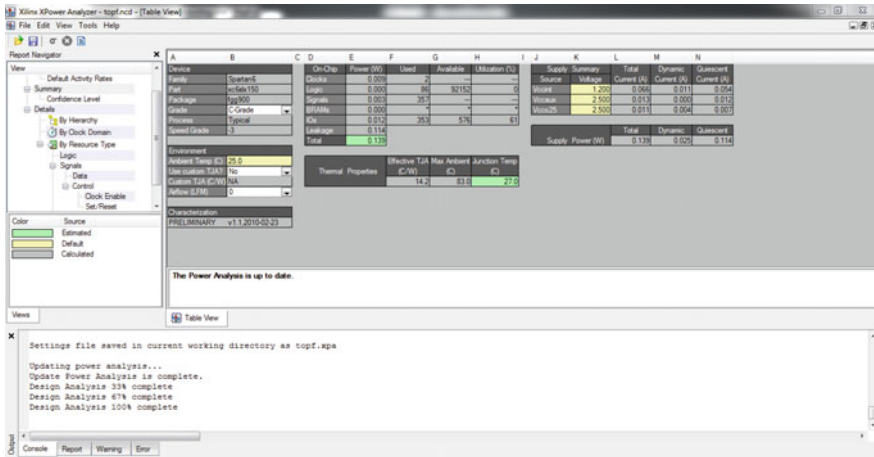 Xilinx XPower Analyzer - topf.ncd - [Table View]
File Edit View Tools Help
Report Navigator
View
Default Activity Rates
Summary
Confidence Level
Details
By Hierarchy
By Clock Domain
By Resource Type
Logic
Signals
Data
Control
Clock Enable
Set/Reset
Color Source
Estimated
Default
Calculated
Views
A B C D E F G H I J K L M N
Device
Family Spartan6
Part xc6slx150
Package fgg900
Grade C-Grade
Process Typical
Speed Grade -3
Environment
Ambient Temp (C) 25.0
Use custom TJA? No
Custom TJA (C/W) NA
Airflow (LFM) 0
Characterization
PRELIMINARY v1.1,2010-02-23
On-Chip Power (W) Used Available Utilization (%)
Clocks 0.009 2 --- ---
Logic 0.000 86 92152 0
Signals 0.003 357 --- ---
IOs 0.012 353 576 61
BRAMs 0.000 * * *
Leakage 0.114
Total 0.139
Effective TJA Max Ambient Junction Temp
Thermal Properties (C/W) (C) (C)
14.2 83.0 27.0
Supply Summary Total Dynamic Quiescent
Source Voltage Current (A) Current (A) Current (A)
Vccint 1.200 0.066 0.011 0.054
Vccaux 2.500 0.013 0.000 0.012
Vcco25 2.500 0.011 0.004 0.007
Total Dynamic Quiescent
Supply Power (W) 0.139 0.025 0.114
The Power Analysis is up to date.
Table View
Settings file saved in current working directory as topf.xpa
Updating power analysis...
Update Power Analysis is complete.
Design Analysis 33% complete
Design Analysis 67% complete
Design Analysis 100% complete
Output
Console Report Warning Error